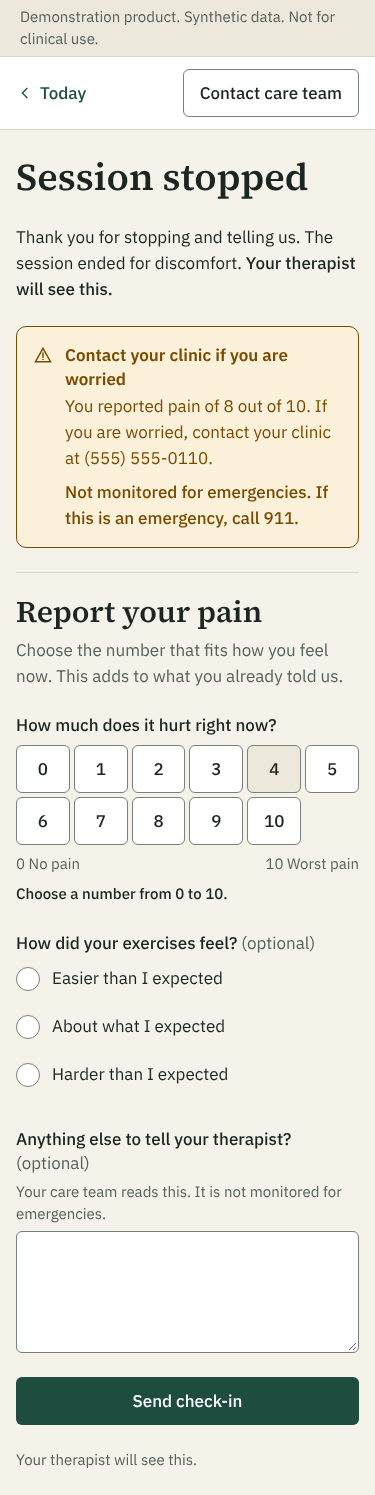 Demonstration product. Synthetic data. Not for
clinical use.
Today
Contact care team
Session stopped
Thank you for stopping and telling us. The
session ended for discomfort. Your therapist
will see this.
Contact your clinic if you are
worried
You reported pain of 8 out of 10. If
you are worried, contact your clinic
at (555) 555-0110.
Not monitored for emergencies. If
this is an emergency, call 911.
Report your pain
Choose the number that fits how you feel
now. This adds to what you already told us.
How much does it hurt right now?
0 1 2 3 4 5
6 7 8 9 10
0 No pain 10 Worst pain
Choose a number from 0 to 10.
How did your exercises feel? (optional)
Easier than I expected
About what I expected
Harder than I expected
Anything else to tell your therapist?
(optional)
Your care team reads this. It is not monitored for
emergencies.
Send check-in
Your therapist will see this.